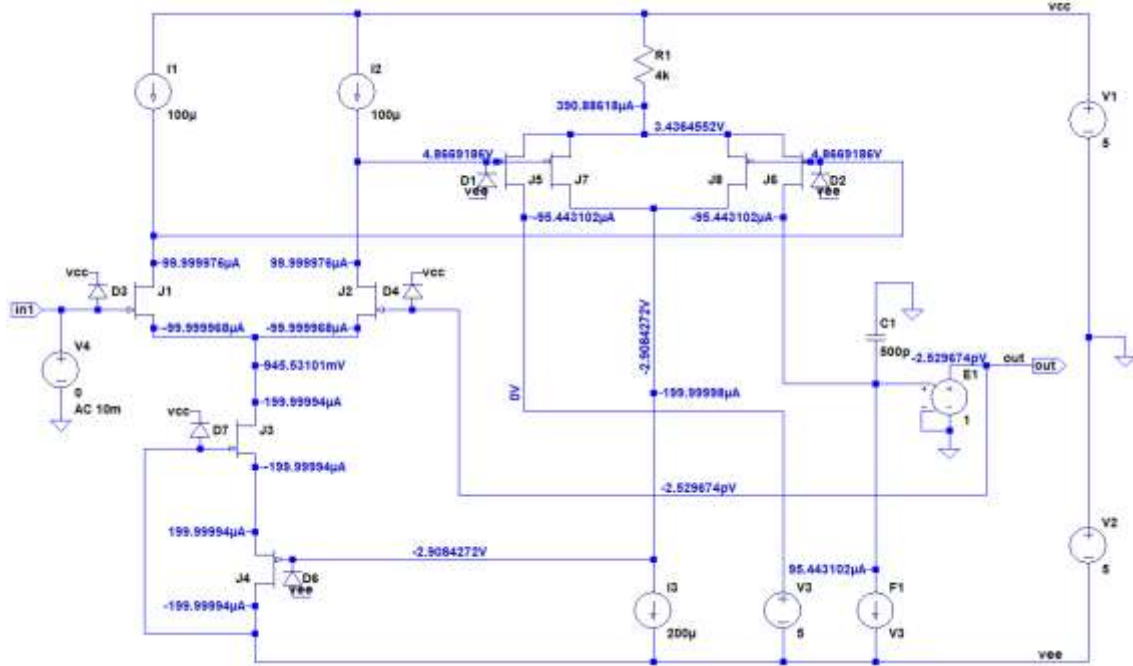 vcc
I1
100µ
I2
100µ
R1
4k
V1
5
390.88618µA
3.4364552V
4.8669186V
4.8669186V
D1
vee
J5
J7
J8
J6
D2
vee
-95.443102µA
-95.443102µA
99.999976µA
99.999976µA
vcc
D3
J1
J2
D4
vcc
in1
-99.999968µA
-99.999968µA
C1
500p
V4
0
AC 10m
945.53101mV
-2.9084272V
-2.529674pV
out
out
E1
1
0V
-199.99998µA
199.99994µA
vcc
D7
J3
-199.99994µA
-2.529674pV
199.99994µA
-2.9084272V
V2
5
J4
D6
vee
95.443102µA
-199.99994µA
I3
200µ
V3
5
F1
V3
vee